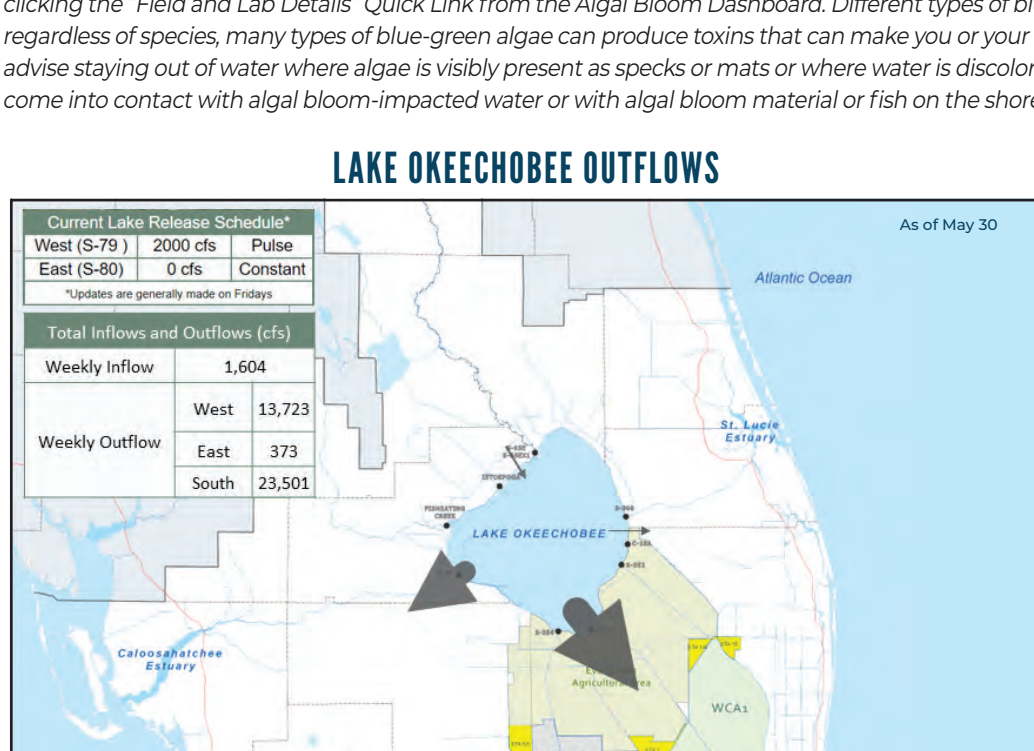 clicking the “Field and Lab Details” Quick Link from the Algal Bloom Dashboard. Different types of bl
regardless of species, many types of blue-green algae can produce toxins that can make you or your
advise staying out of water where algae is visibly present as specks or mats or where water is discolor
come into contact with algal bloom-impacted water or with algal bloom material or fish on the shore
LAKE OKEECHOBEE OUTFLOWS
Current Lake Release Schedule*
West (S-79 ) 2000 cfs Pulse
East (S-80) 0 cfs Constant
*Updates are generally made on Fridays
As of May 30
Atlantic Ocean
Total Inflows and Outflows (cfs)
Weekly Inflow 1,604
Weekly Outflow
West 13,723
East 373
South 23,501
St. Lucie
Estuary
FISHEATING
CREEK
LAKE OKEECHOBEE
Caloosahatchee
Estuary
Agricultural
WCA1